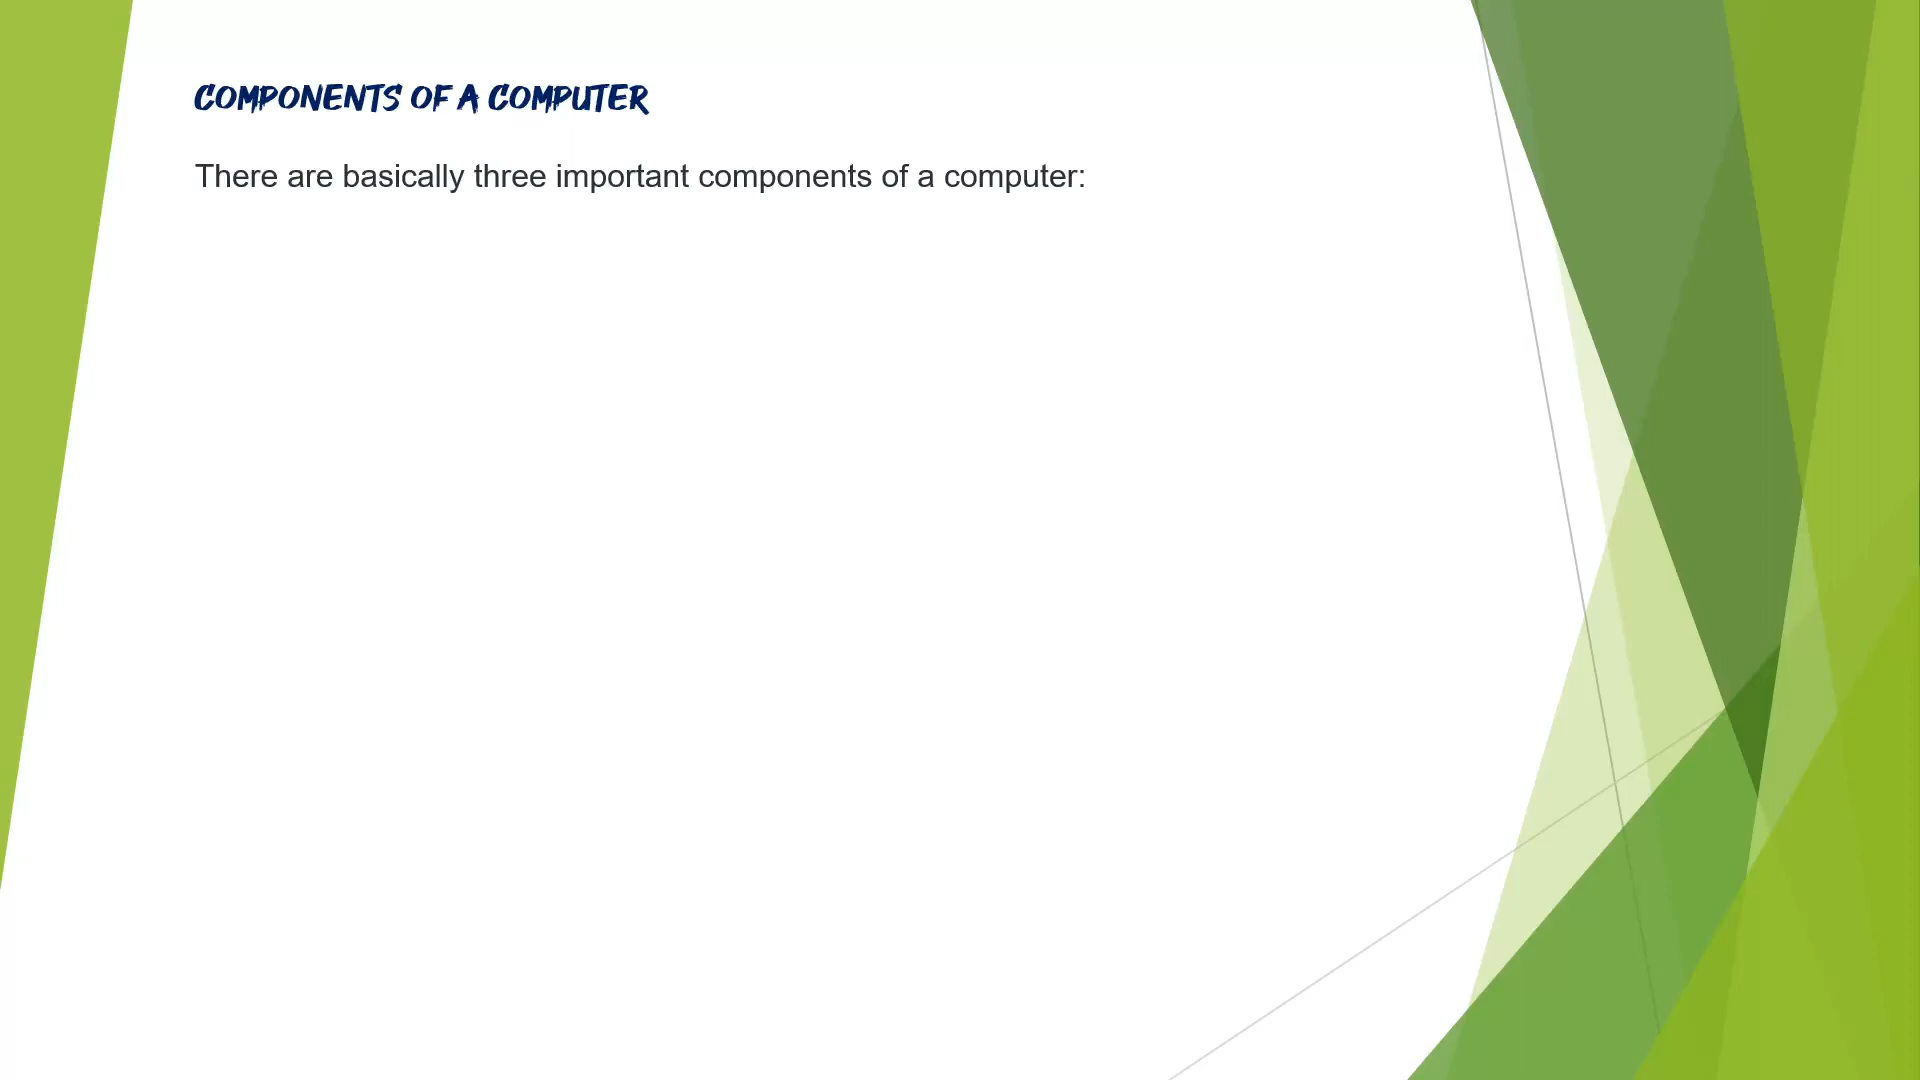 COMPONENTS OF A COMPUTER
There are basically three important components of a computer: